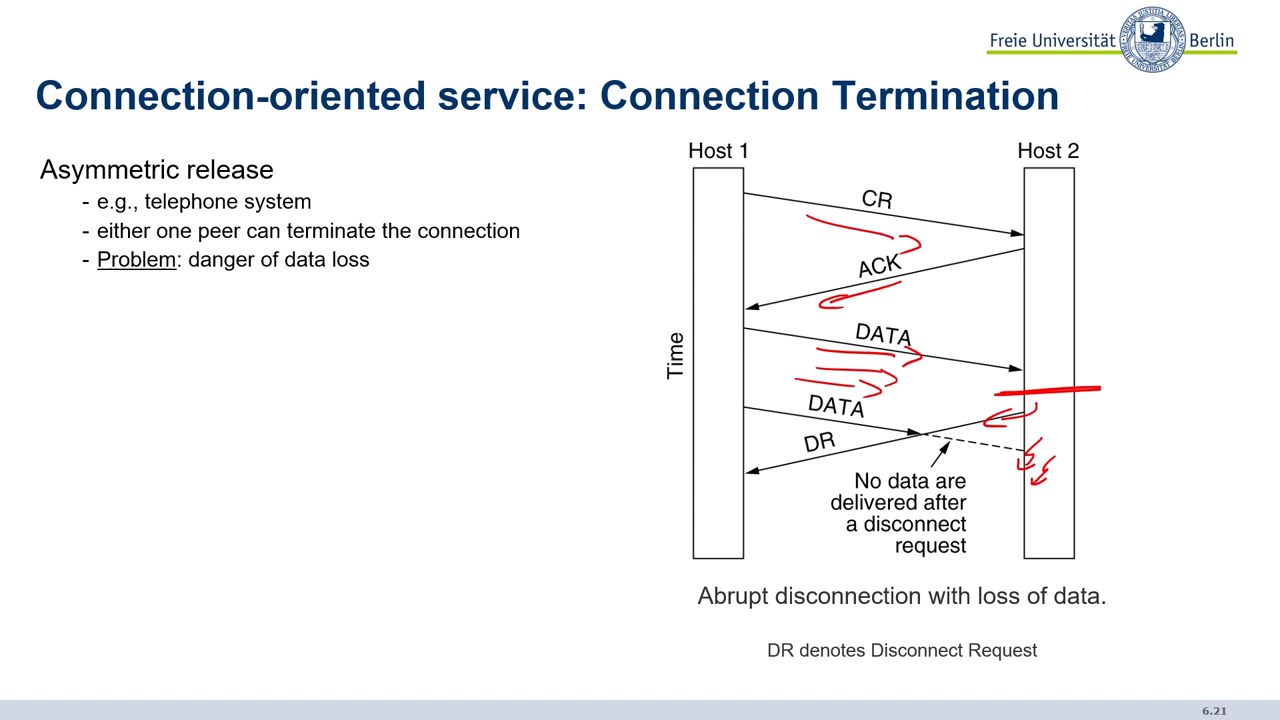 Freie Universität Berlin
Connection-oriented service: Connection Termination
Asymmetric release
- e.g., telephone system
- either one peer can terminate the connection
- Problem: danger of data loss
Host 1
Host 2
CR
ACK
DATA
Time
DATA
DR
No data are
delivered after
a disconnect
request
Abrupt disconnection with loss of data.
DR denotes Disconnect Request
6.21